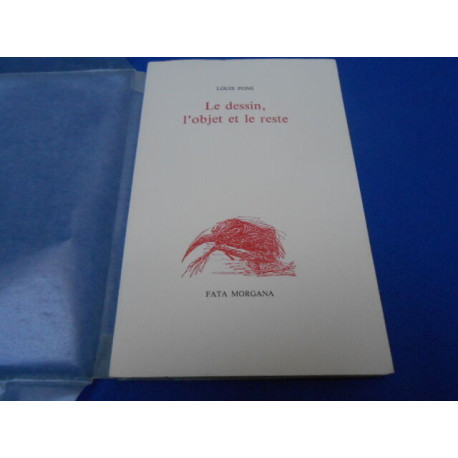 LOUIS PONS
Le dessin,
l'objet et le reste
FATA MORGANA